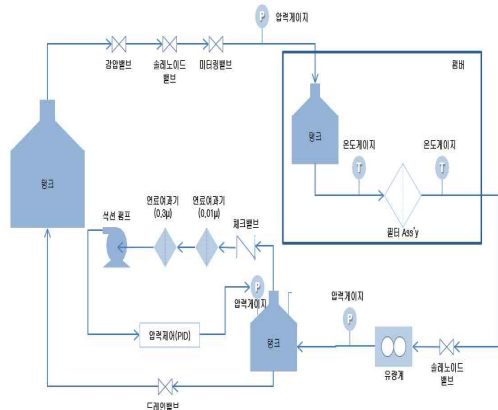 압력게이지
감압밸브
솔레노이드
밸브
미터링밸브
챔버
탱크
탱크
온도게이지
온도게이지
필터 Ass'y
연료여과기
(0,3μ)
연료여과기
(0,01μ)
체크밸브
석션 펌프
압력게이지
압력게이지
압력제어(PID)
탱크
유량계
솔레노이드
밸브
드레인밸브
P
T
T
P
P